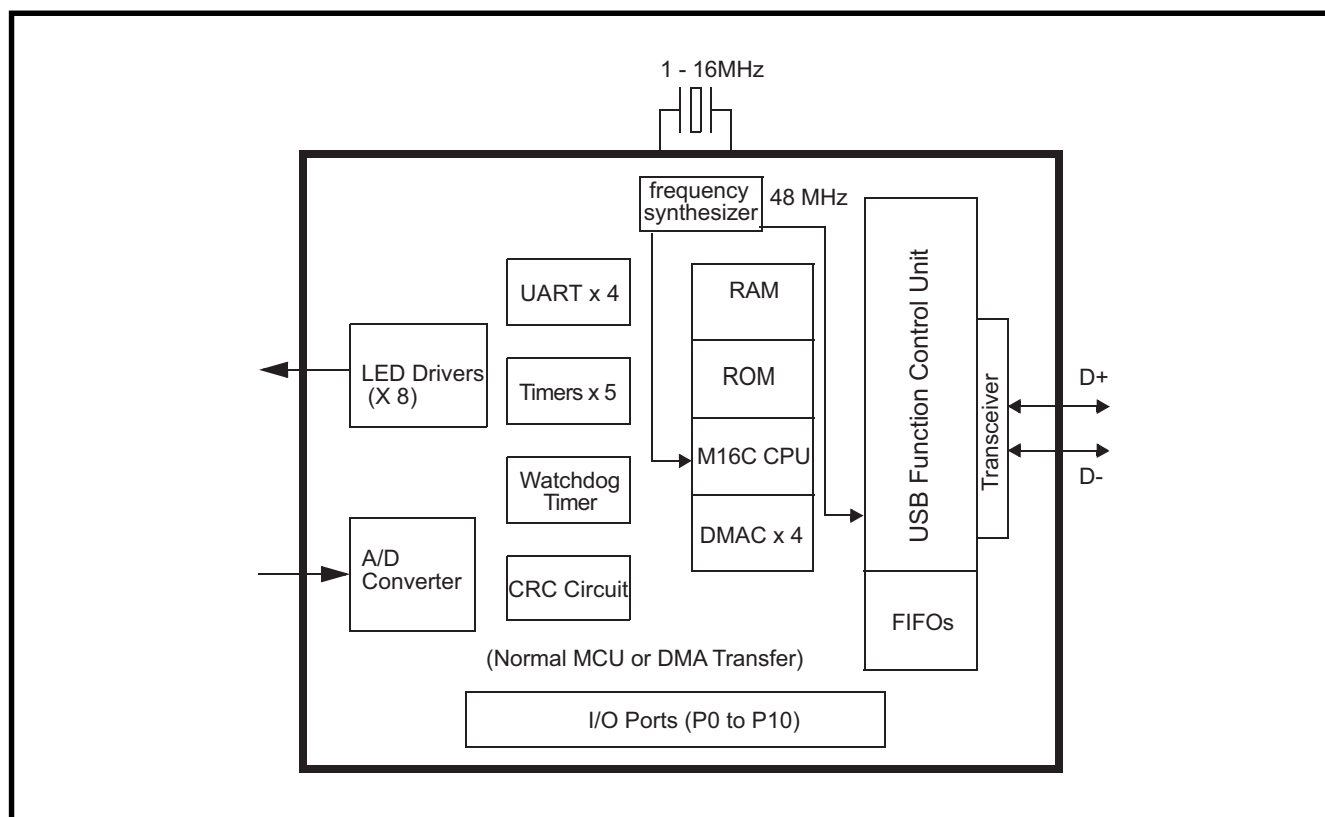 1 - 16MHz
frequency
synthesizer
48 MHz
UART x 4
RAM
LED Drivers
(X 8)
Timers x 5
ROM
M16C CPU
Watchdog
Timer
DMAC x 4
A/D
Converter
CRC Circuit
USB Function Control Unit
Transceiver
D+
D-
FIFOs
(Normal MCU or DMA Transfer)
I/O Ports (P0 to P10)